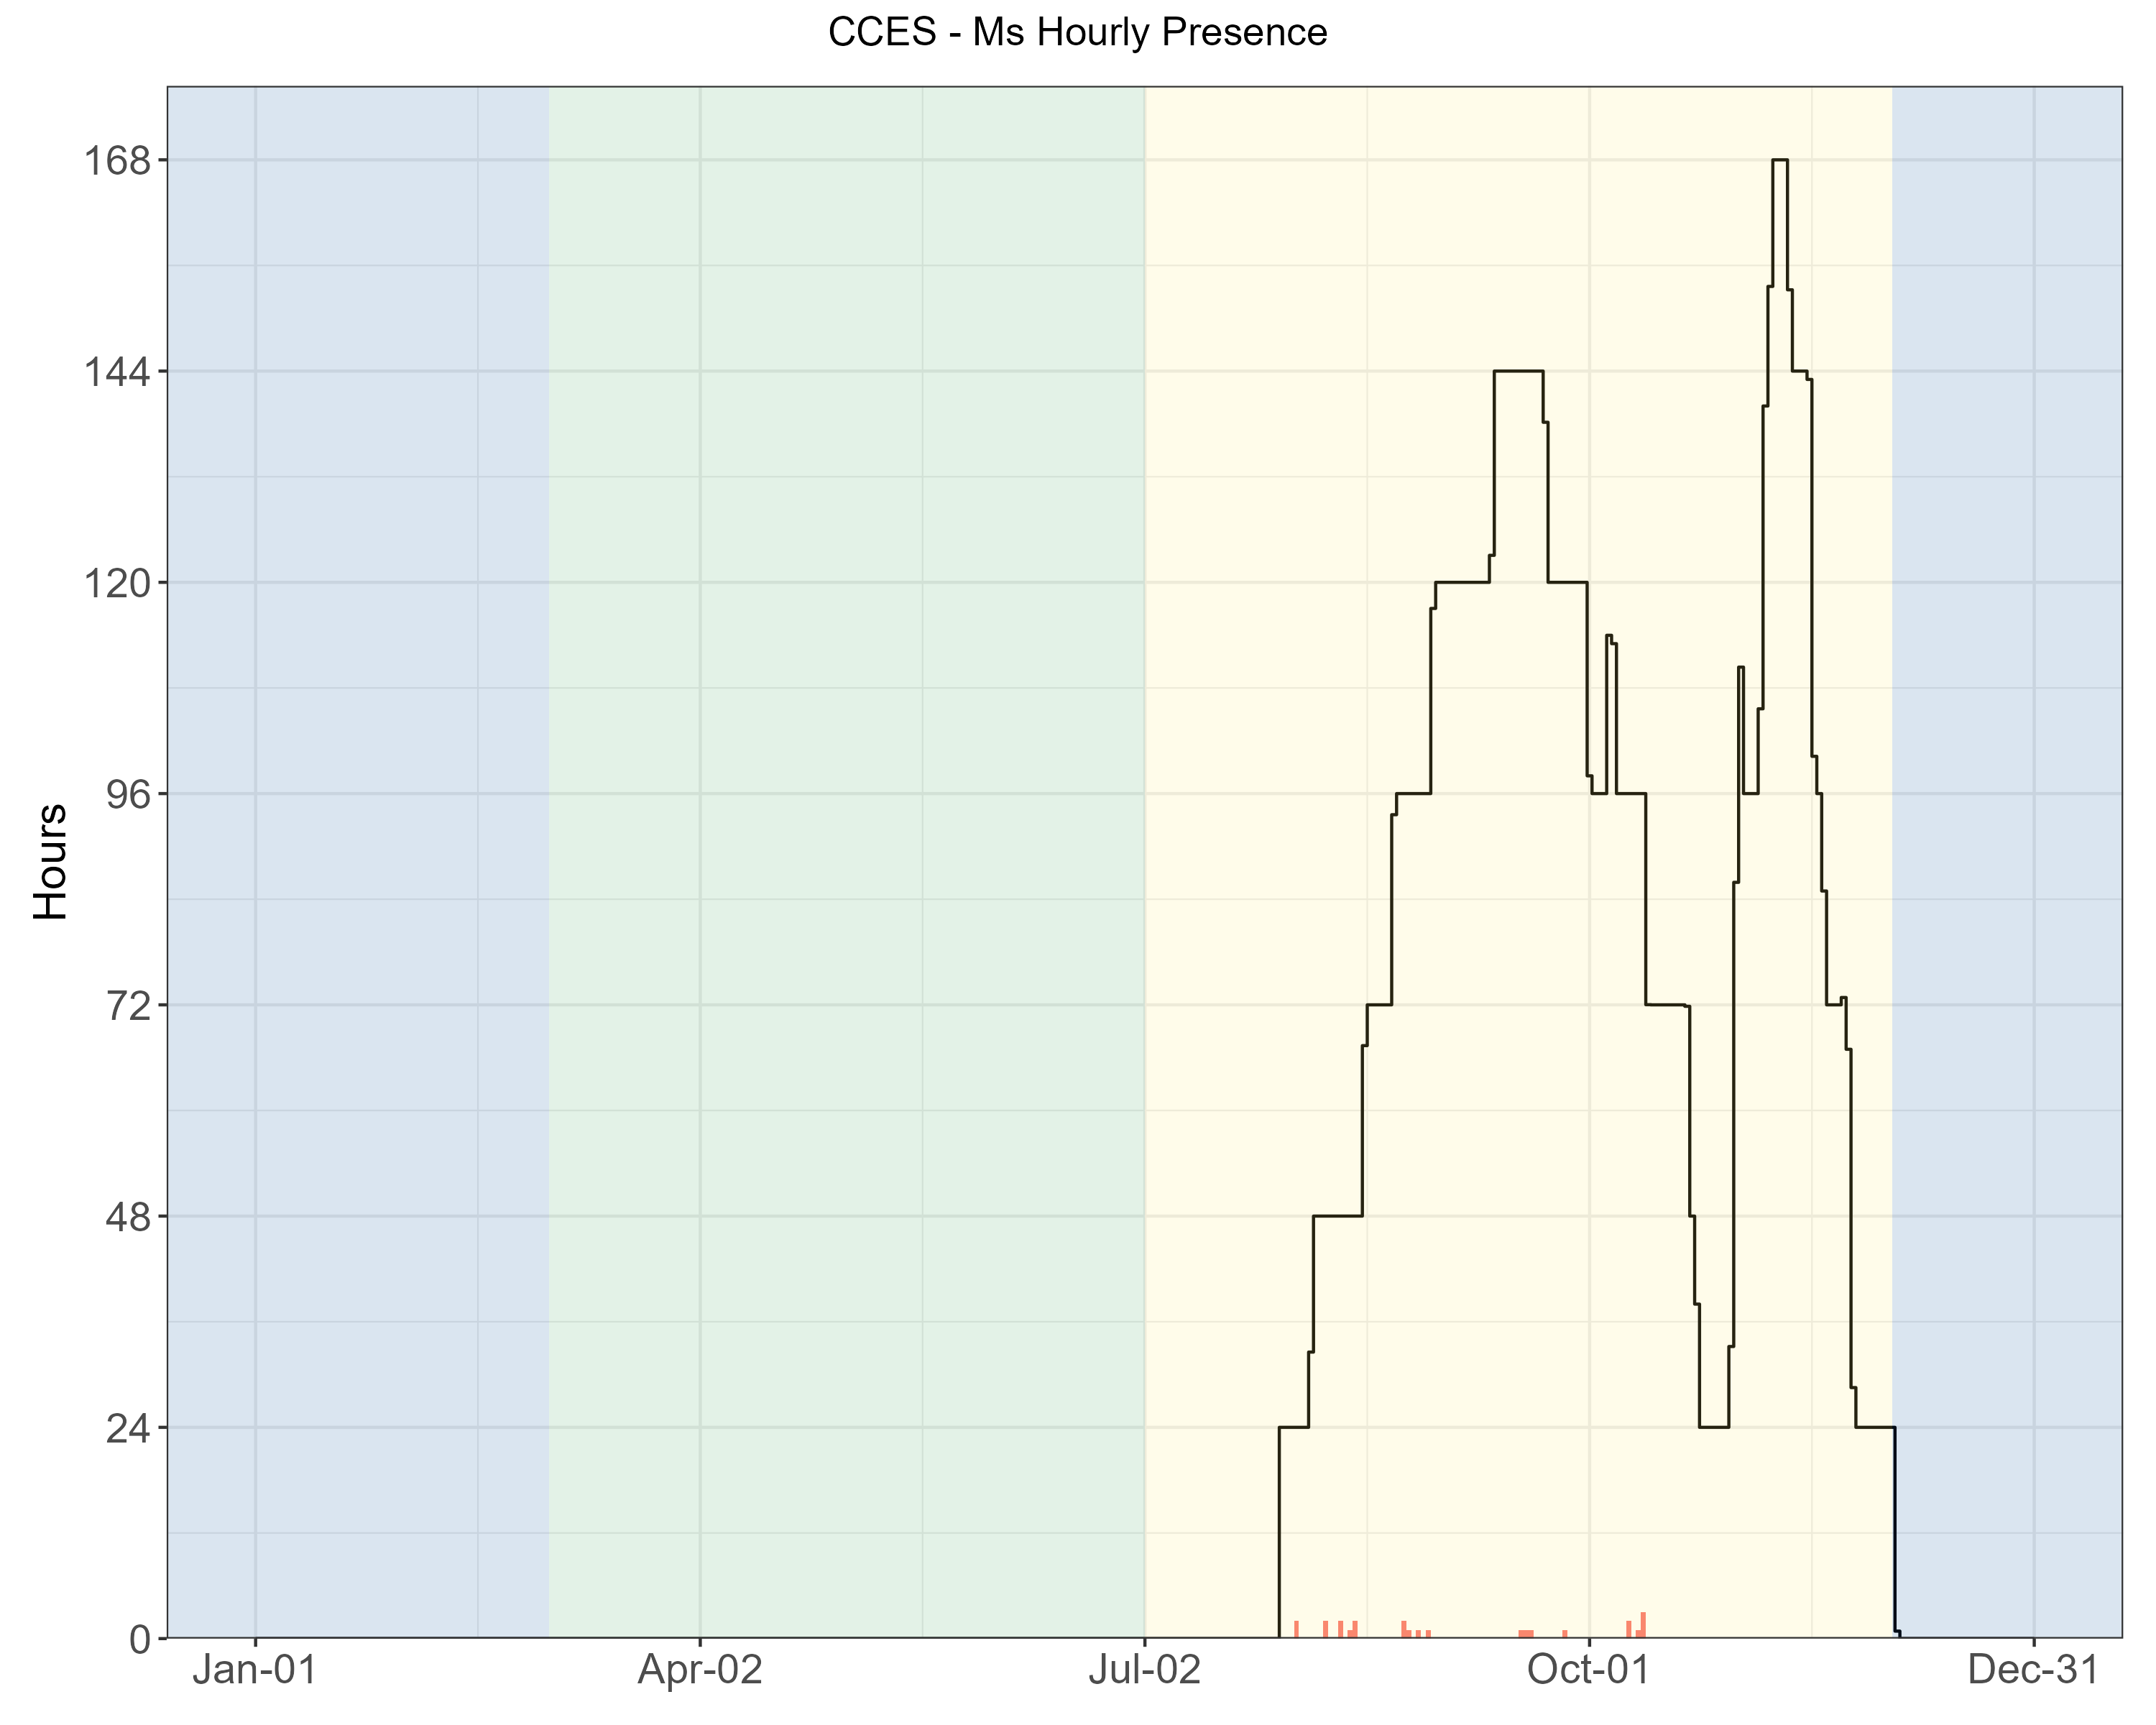 CCES - Ms Hourly Presence
168
144
120
96
72
48
24
0
Hours
Jan-01
Apr-02
Jul-02
Oct-01
Dec-31